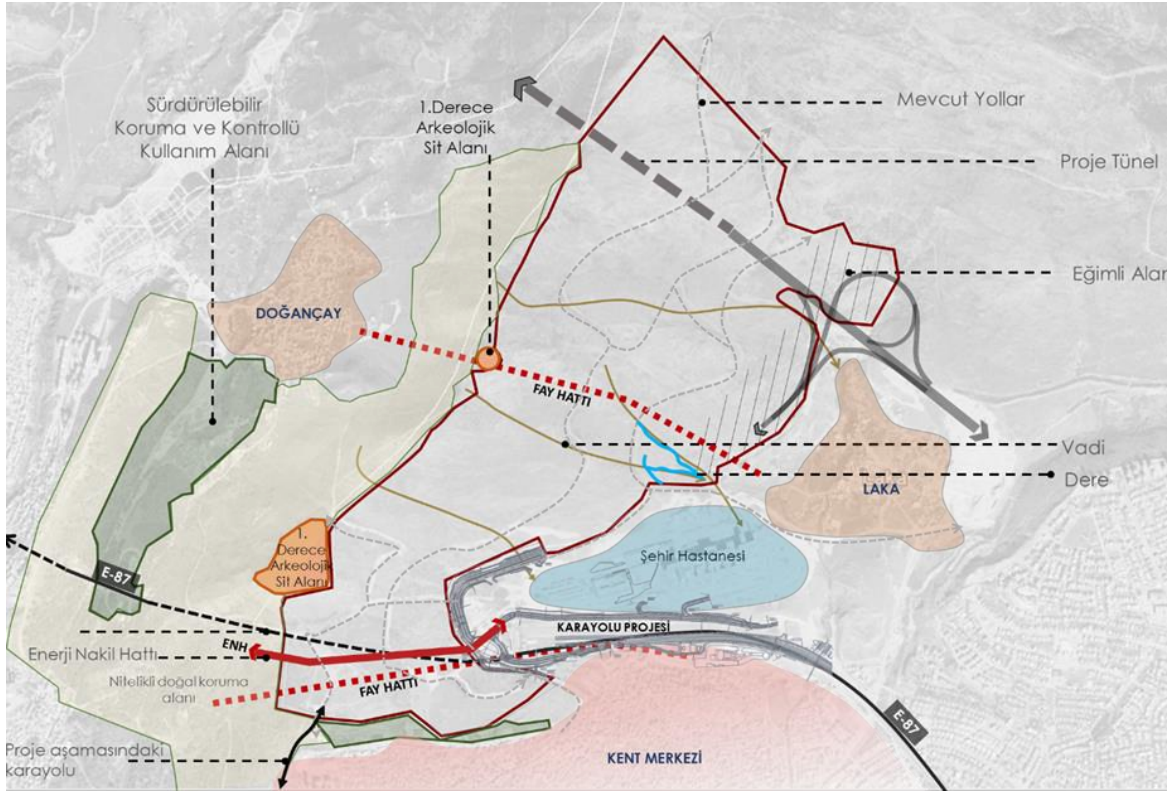 Sürdürülebilir
Koruma ve Kontrollü
Kullanım Alanı
1.Derece
Arkeolojik
Sit Alanı
Mevcut Yollar
Proje Tünel
Eğimli Alar
DOĞANÇAY
FAY HATTI
Vadi
Dere
LAKA
1.
Derece
Arkeolojik
Sit Alanı
Şehir Hastanesi
E-87
KARAYOLU PROJESİ
ENH
Enerji Nakil Hattı
Nitelikli doğal koruma
alanı
FAY HATTI
E-87
Proje aşamasındaki
karayolu
KENT MERKEZİ